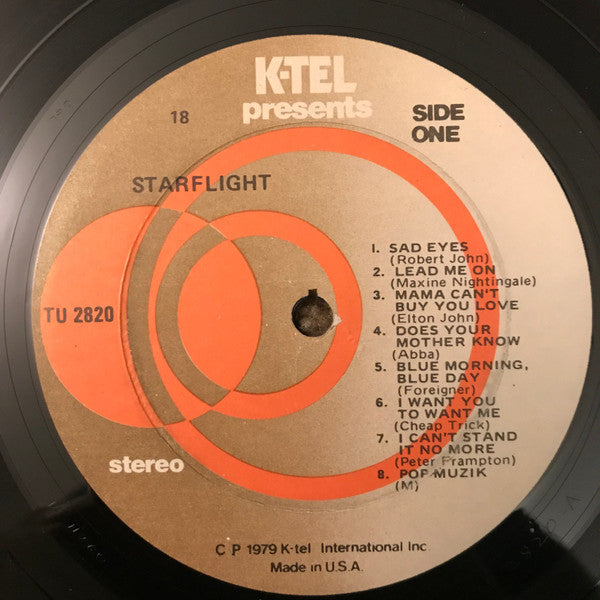 K-TEL
presents
18
SIDE
ONE
STARFLIGHT
TU 2820
1. SAD EYES
(Robert John)
2. LEAD ME ON
(Maxine Nightingale)
3. MAMA CAN'T
BUY YOU LOVE
(Elton John)
4. DOES YOUR
MOTHER KNOW
(Abba)
5. BLUE MORNING,
BLUE DAY
(Foreigner)
6. I WANT YOU
TO WANT ME
(Cheap Trick)
7. I CAN'T STAND
IT NO MORE
(Peter Frampton)
8. POP MUZIK
(M)
stereo
C P 1979 K-tel International Inc
Made in U.S.A.